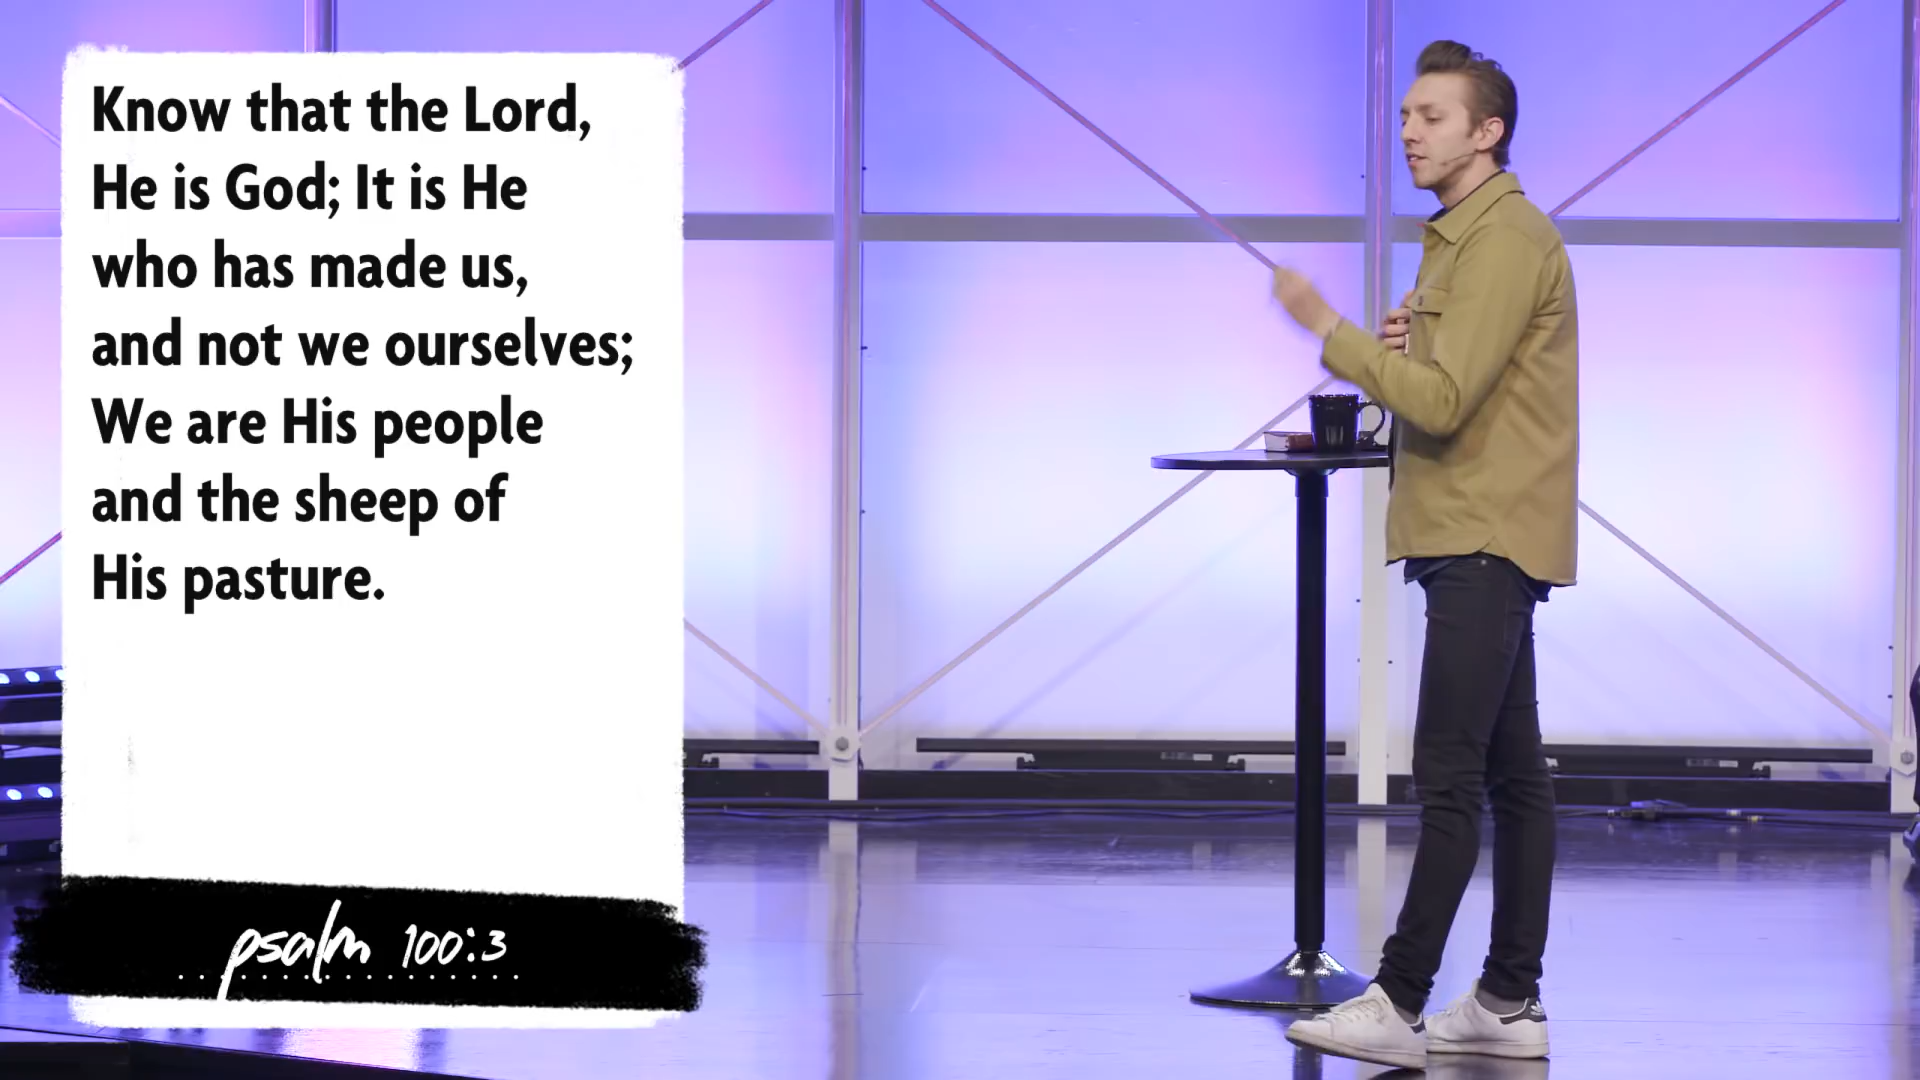 Know that the Lord,
He is God; It is He
who has made us,
and not we ourselves;
We are His people
and the sheep of
His pasture.
psalm 100:3